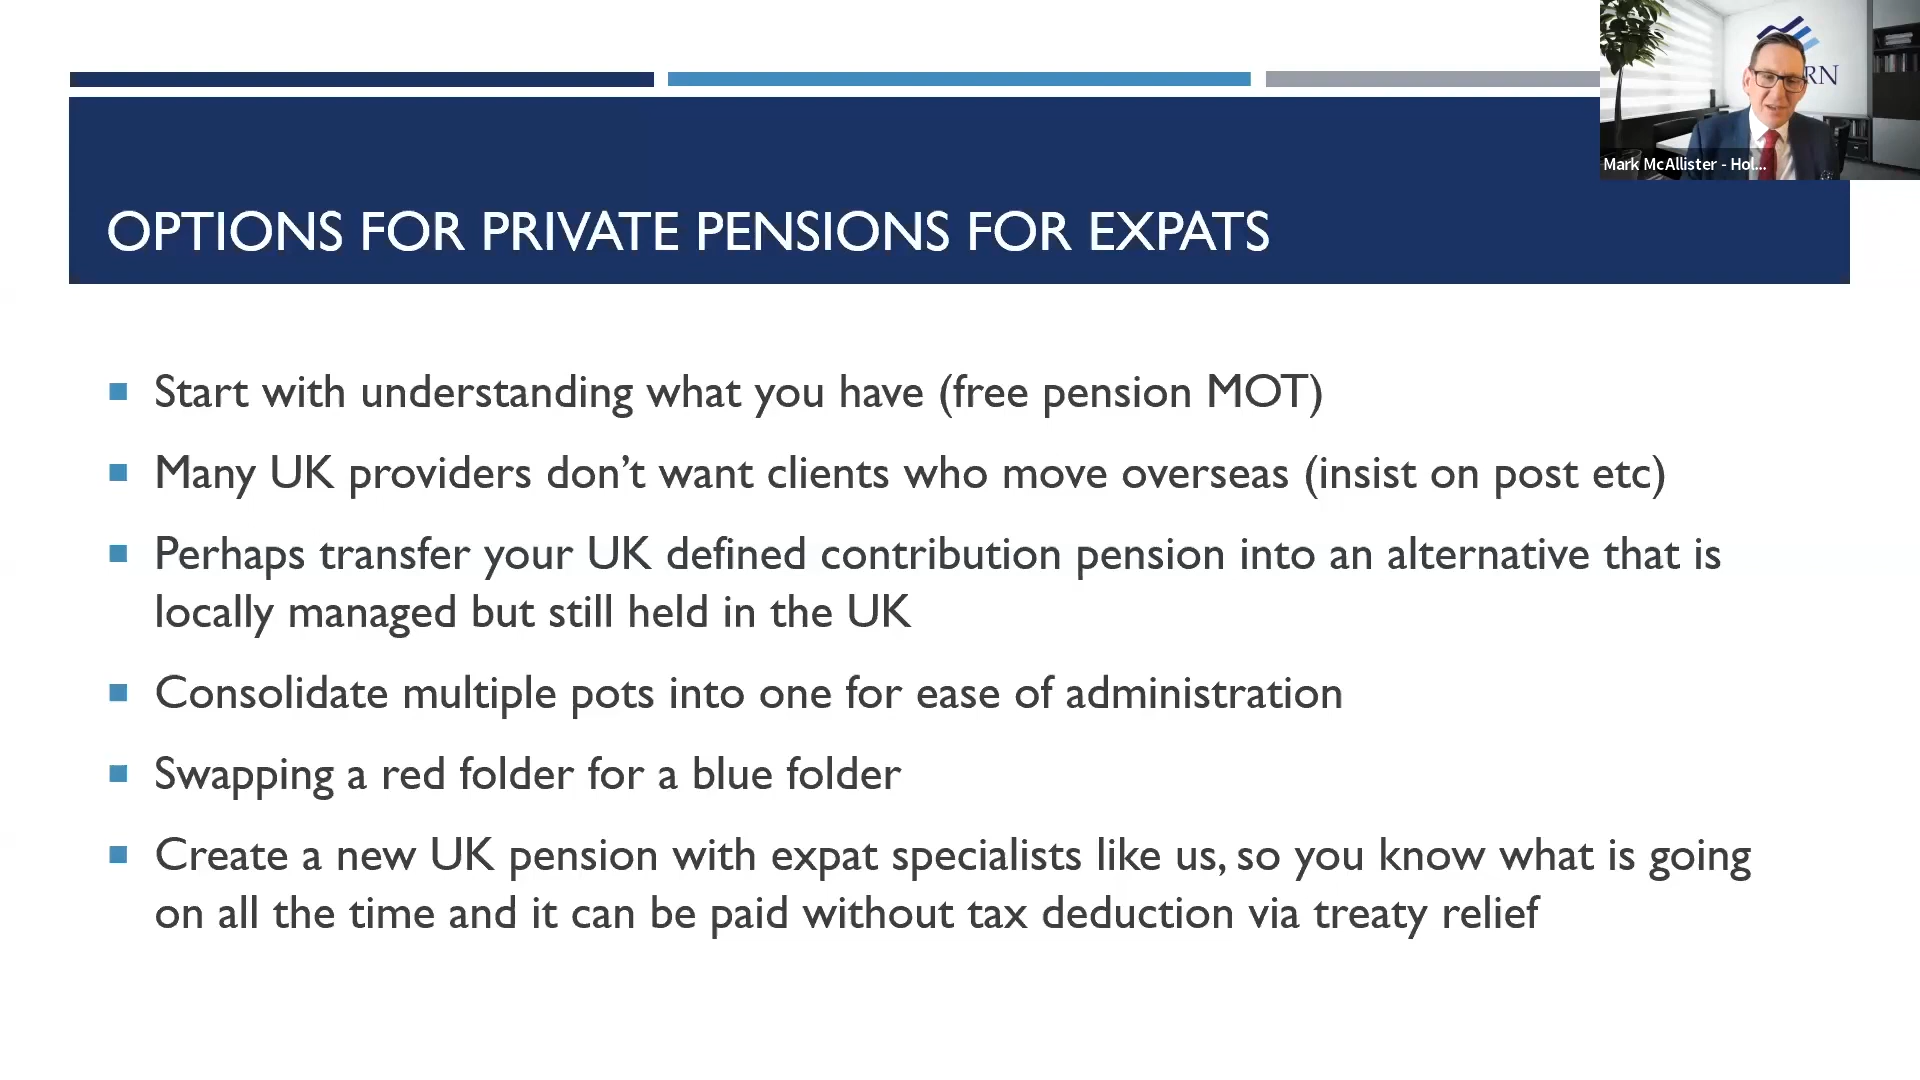 RN
Mark McAllister - Hol...
OPTIONS FOR PRIVATE PENSIONS FOR EXPATS
Start with understanding what you have (free pension MOT)
Many UK providers don’t want clients who move overseas (insist on post etc)
Perhaps transfer your UK defined contribution pension into an alternative that is
locally managed but still held in the UK
Consolidate multiple pots into one for ease of administration
Swapping a red folder for a blue folder
Create a new UK pension with expat specialists like us, so you know what is going
on all the time and it can be paid without tax deduction via treaty relief